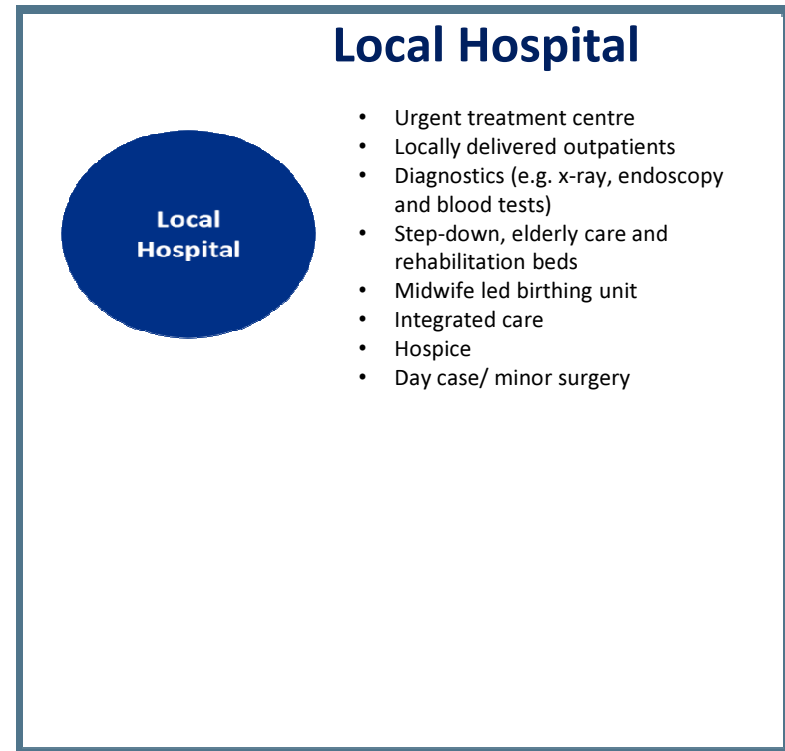 Local Hospital
Local
Hospital
• Urgent treatment centre
• Locally delivered outpatients
• Diagnostics (e.g. x-ray, endoscopy
and blood tests)
• Step-down, elderly care and
rehabilitation beds
• Midwife led birthing unit
• Integrated care
• Hospice
• Day case/ minor surgery